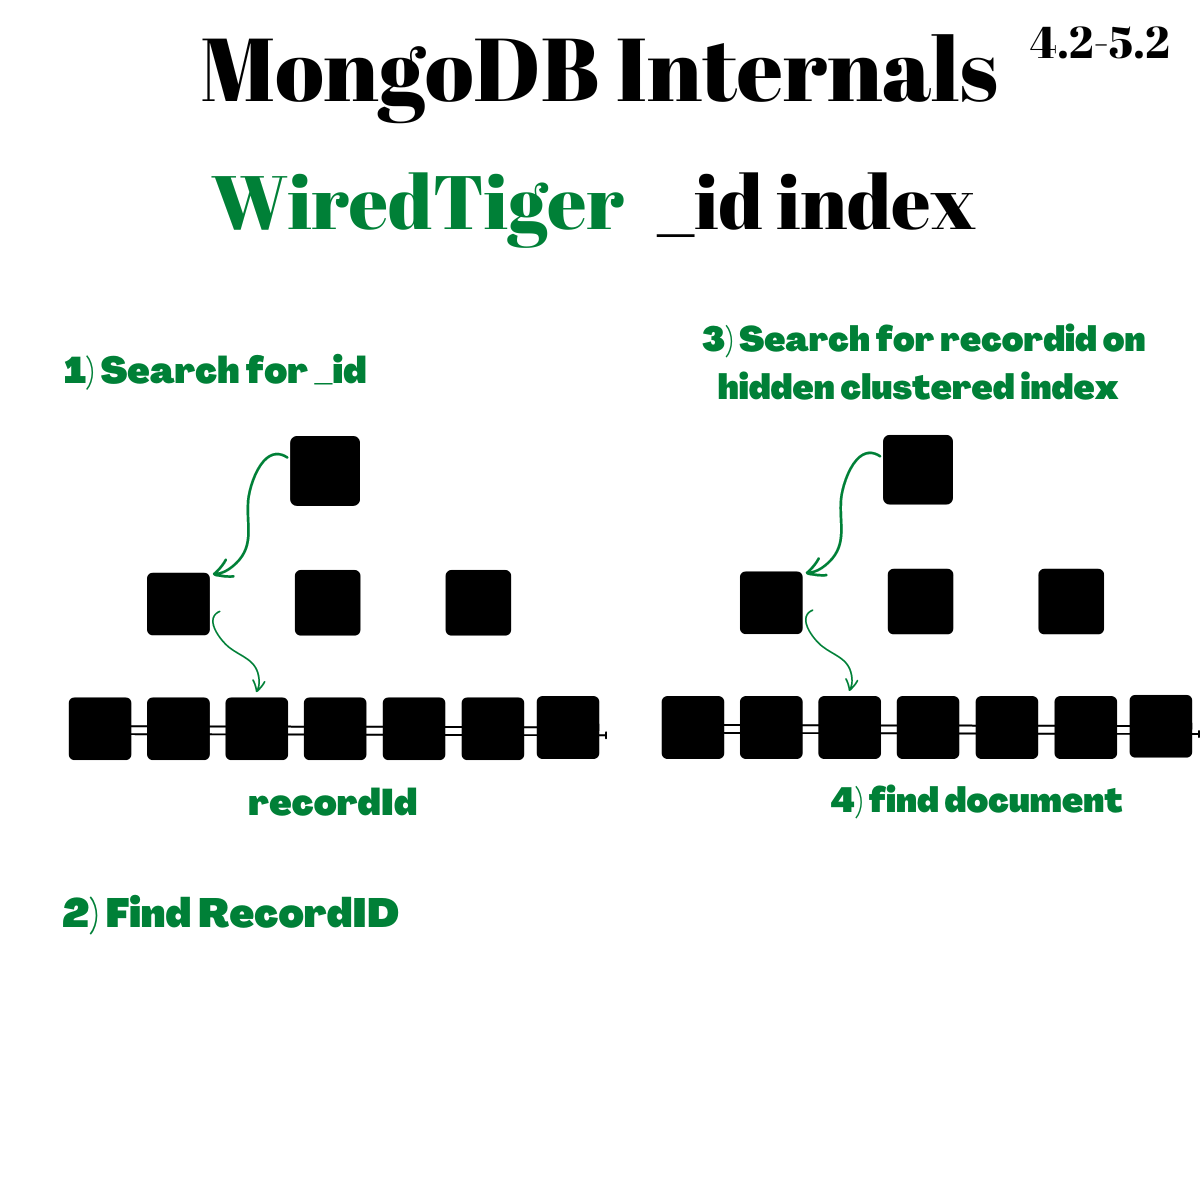 MongoDB Internals
4.2-5.2
WiredTiger _id index
1) Search for _id
3) Search for recordid on
hidden clustered index
recordId
4) find document
2) Find RecordID